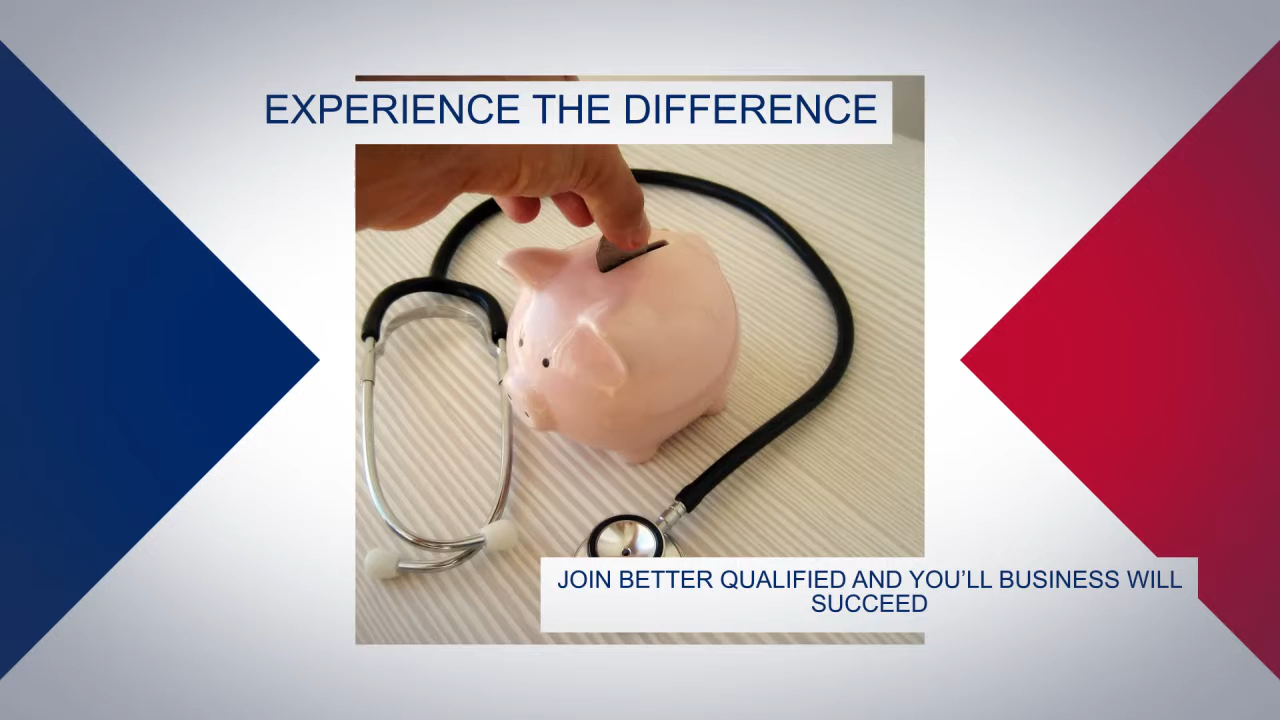 EXPERIENCE THE DIFFERENCE
JOIN BETTER QUALIFIED AND YOU’LL BUSINESS WILL
SUCCEED